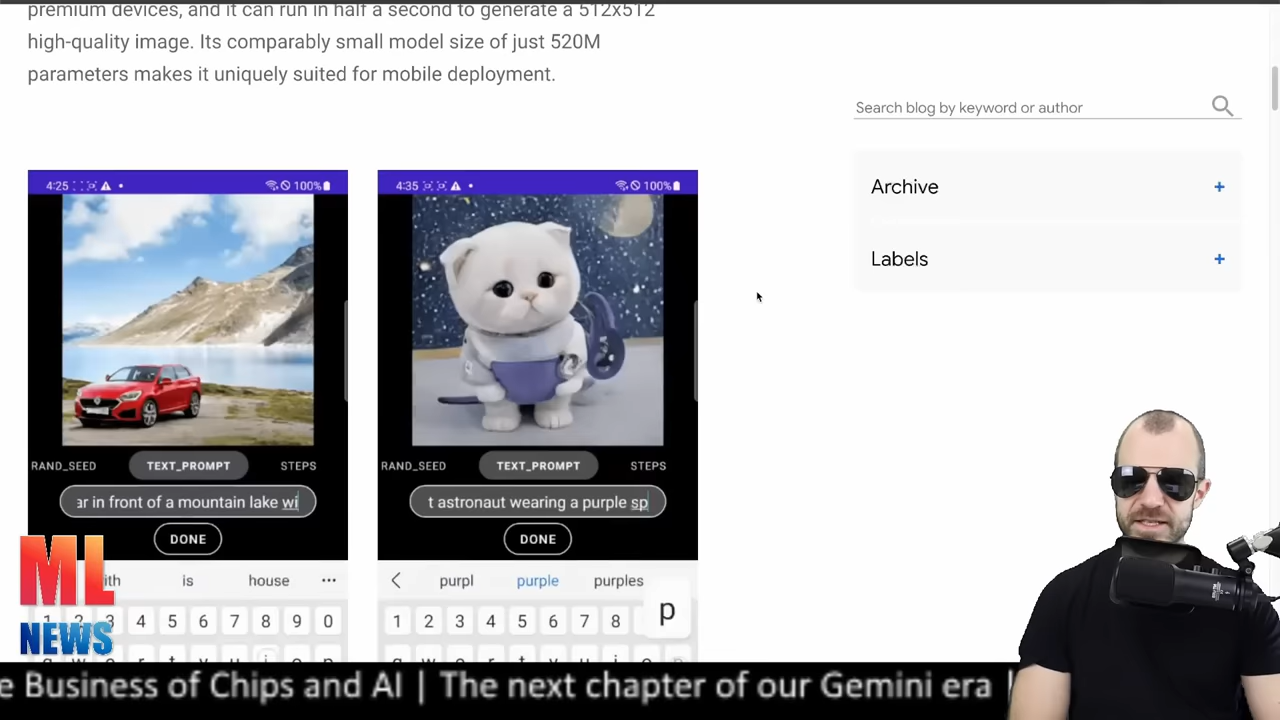 premium devices, and it can run in half a second to generate a 512x512
high-quality image. Its comparably small model size of just 520M
parameters makes it uniquely suited for mobile deployment.
Search blog by keyword or author
Archive +
Labels +
4:25 100%
RAND_SEED TEXT_PROMPT STEPS
ar in front of a mountain lake wi
DONE
ith is house ...
1 2 3 4 5 6 7 8 9 0
4:35 100%
RAND_SEED TEXT_PROMPT STEPS
t astronaut wearing a purple sp
DONE
purpl purple purples
1 2 3 4 5 6 7 8
p
ML
NEWS
e Business of Chips and AI | The next chapter of our Gemini era |